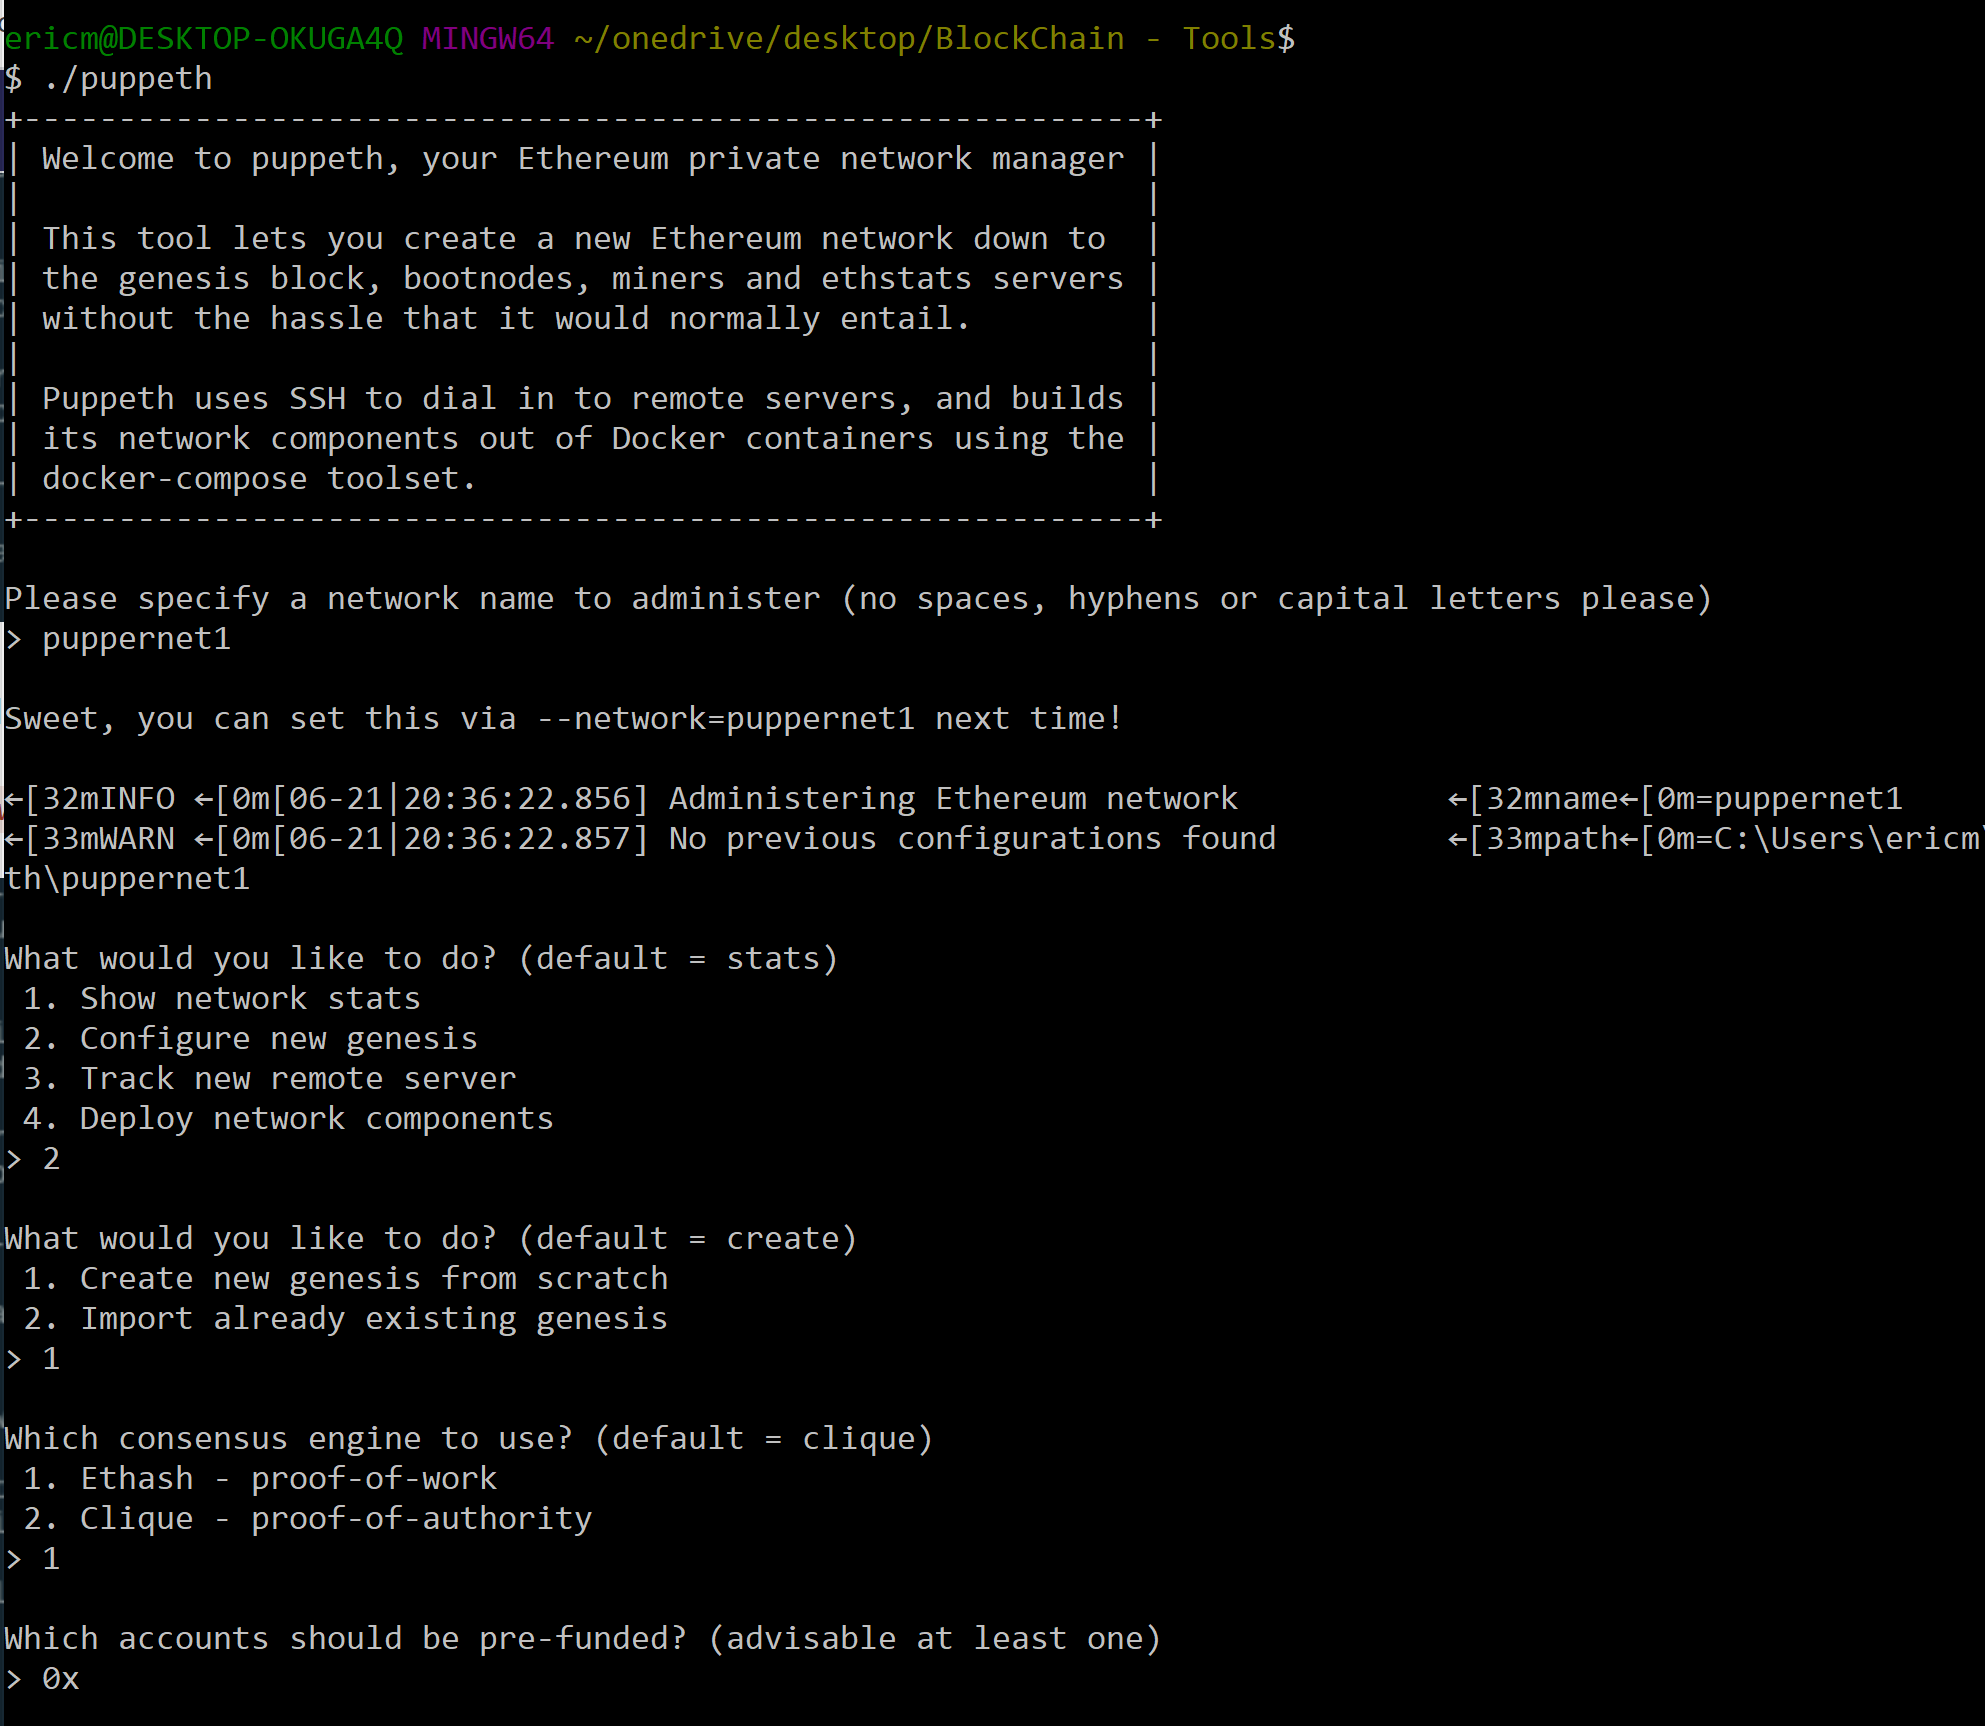 ericm@DESKTOP-OKUGA4Q MINGW64 ~/onedrive/desktop/BlockChain - Tools$
$ ./puppeth
+-----------------------------------------------------------+
| Welcome to puppeth, your Ethereum private network manager |
|                                                           |
| This tool lets you create a new Ethereum network down to  |
| the genesis block, bootnodes, miners and ethstats servers |
| without the hassle that it would normally entail.         |
|                                                           |
| Puppeth uses SSH to dial in to remote servers, and builds |
| its network components out of Docker containers using the |
| docker-compose toolset.                                   |
+-----------------------------------------------------------+
Please specify a network name to administer (no spaces, hyphens or capital letters please)
> puppernet1
Sweet, you can set this via --network=puppernet1 next time!
←[32mINFO ←[0m[06-21|20:36:22.856] Administering Ethereum network           ←[32mname←[0m=puppernet1
←[33mWARN ←[0m[06-21|20:36:22.857] No previous configurations found         ←[33mpath←[0m=C:\Users\ericm\
th\puppernet1
What would you like to do? (default = stats)
 1. Show network stats
 2. Configure new genesis
 3. Track new remote server
 4. Deploy network components
> 2
What would you like to do? (default = create)
 1. Create new genesis from scratch
 2. Import already existing genesis
> 1
Which consensus engine to use? (default = clique)
 1. Ethash - proof-of-work
 2. Clique - proof-of-authority
> 1
Which accounts should be pre-funded? (advisable at least one)
> 0x